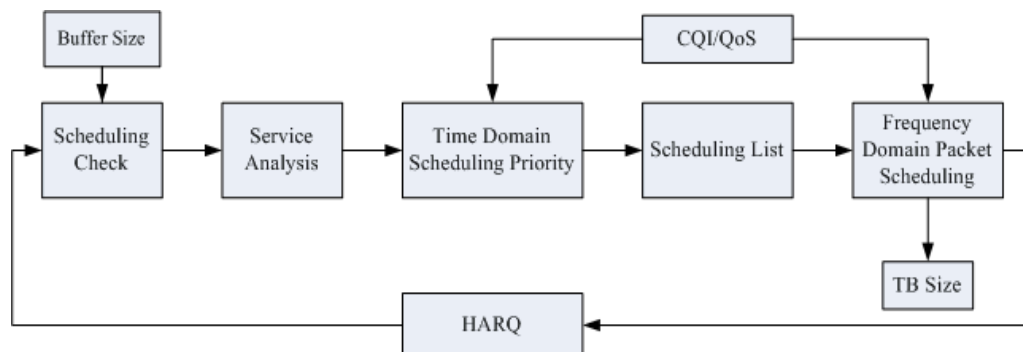 Buffer Size
CQI/QoS
Scheduling
Check
Service
Analysis
Time Domain
Scheduling Priority
Scheduling List
Frequency
Domain Packet
Scheduling
TB Size
HARQ